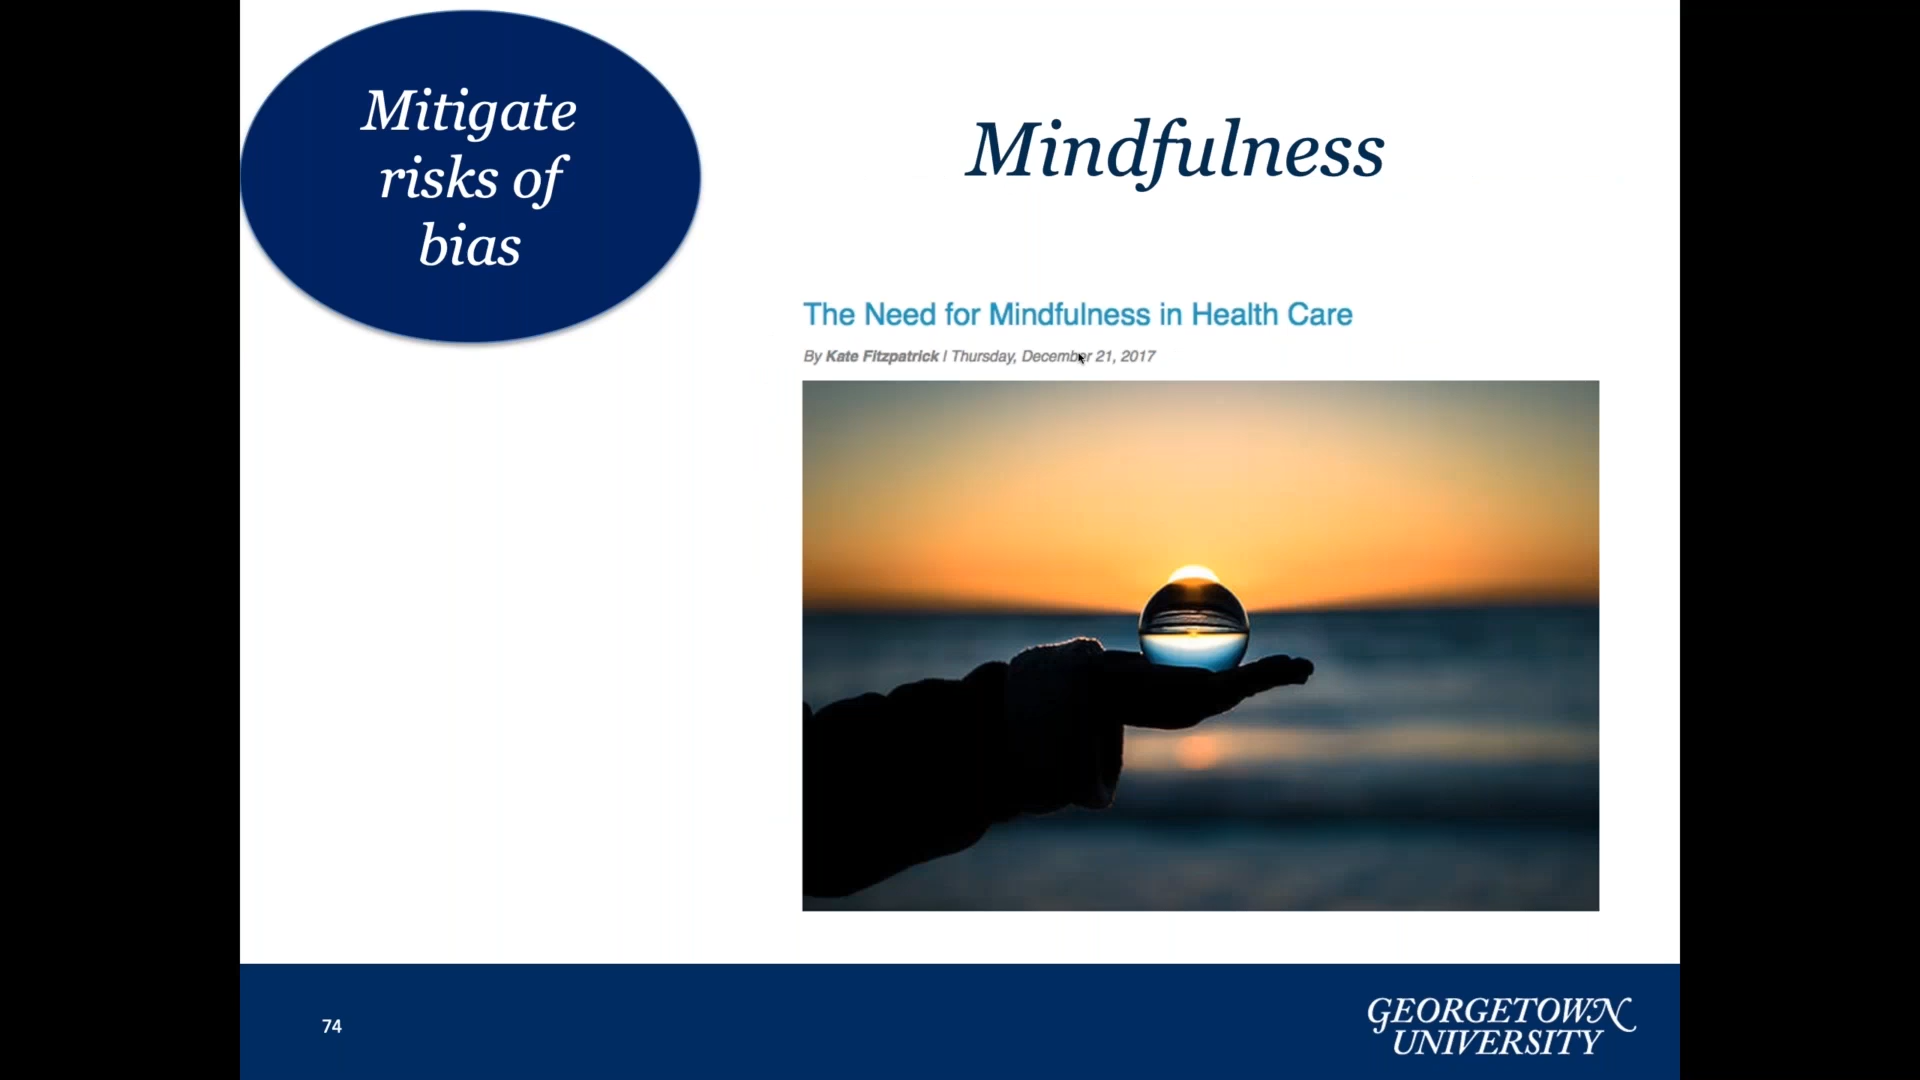 Mitigate
risks of
bias
Mindfulness
The Need for Mindfulness in Health Care
By Kate Fitzpatrick | Thursday, December 21, 2017
74
GEORGETOWN
UNIVERSITY